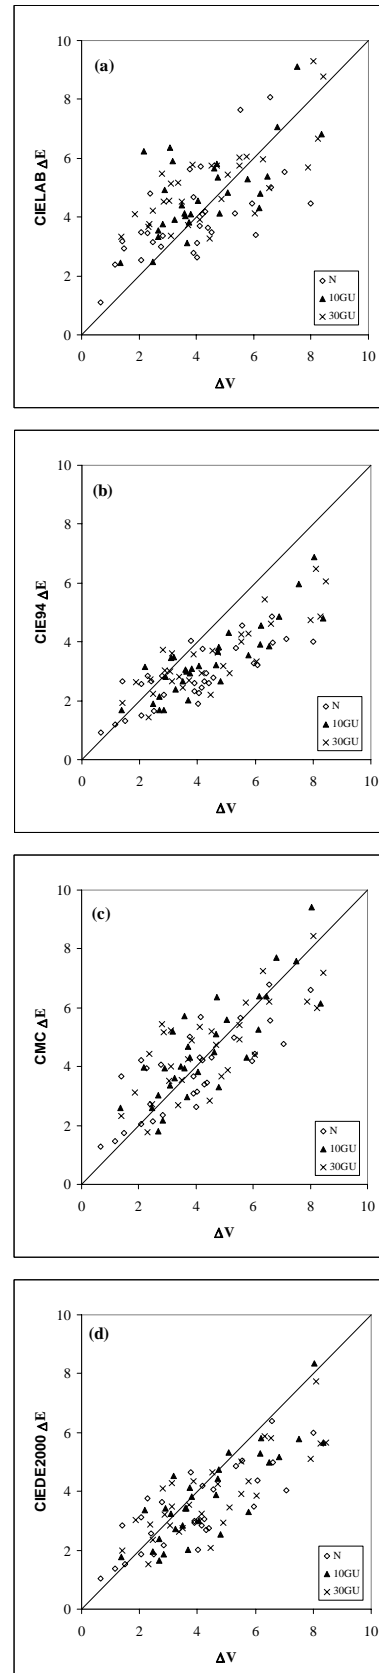 10
(a)
8
CIELAB ΔE
6
4
2
N
10GU
30GU
0
0 2 4 6 8 10
ΔV
10
(b)
8
CIE94 ΔE
6
4
2
N
10GU
30GU
0
0 2 4 6 8 10
ΔV
10
(c)
8
CMC ΔE
6
4
2
N
10GU
30GU
0
0 2 4 6 8 10
ΔV
10
(d)
8
CIEDE2000 ΔE
6
4
2
N
10GU
30GU
0
0 2 4 6 8 10
ΔV